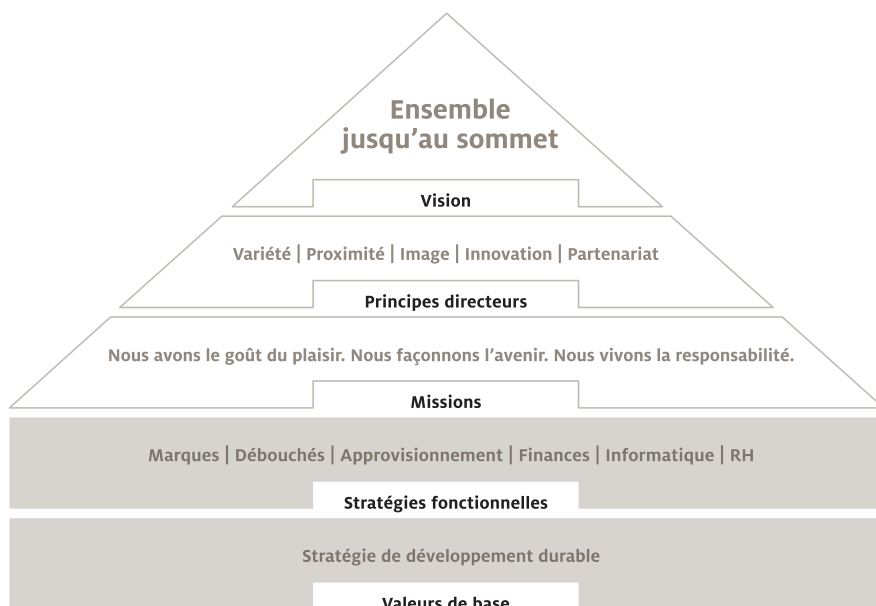 Ensemble
jusqu’au sommet
Vision
Variété | Proximité | Image | Innovation | Partenariat
Principes directeurs
Nous avons le goût du plaisir. Nous façonnons l’avenir. Nous vivons la responsabilité.
Missions
Marques | Débouchés | Approvisionnement | Finances | Informatique | RH
Stratégies fonctionnelles
Stratégie de développement durable
Valeurs de base